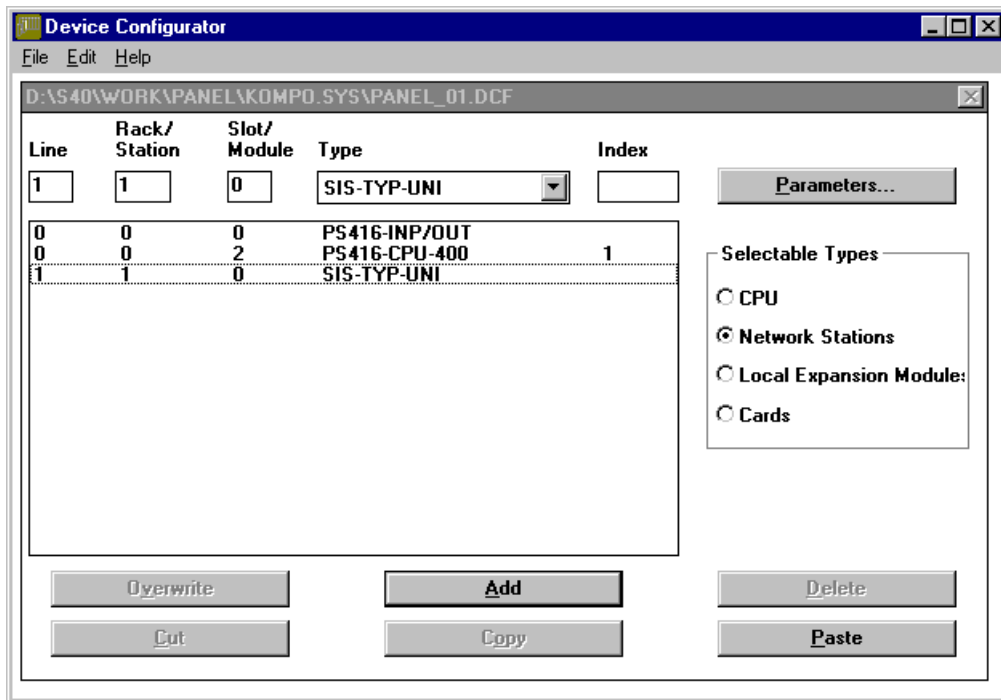 Device Configurator
File Edit Help
D:\S40\WORK\PANEL\KOMPO.SYS\PANEL_01.DCF
Line Rack/Station Slot/Module Type Index
1 1 0 SIS-TYP-UNI
Parameters...
0 0 0 PS416-INP/OUT
0 0 2 PS416-CPU-400 1
1 1 0 SIS-TYP-UNI
Selectable Types
CPU
Network Stations
Local Expansion Modules
Cards
Overwrite Add Delete
Cut Copy Paste